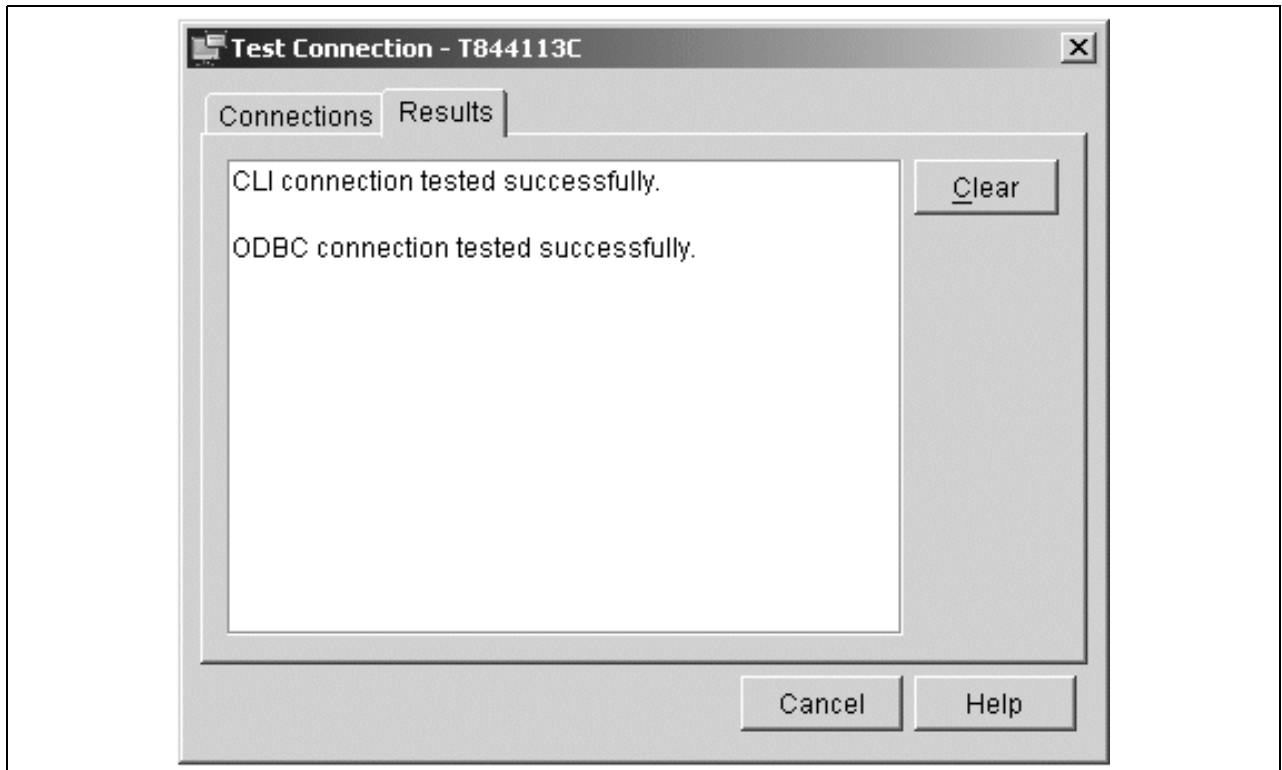 Test Connection - T844113C
Connections
Results
CLI connection tested successfully.
Clear
ODBC connection tested successfully.
Cancel
Help